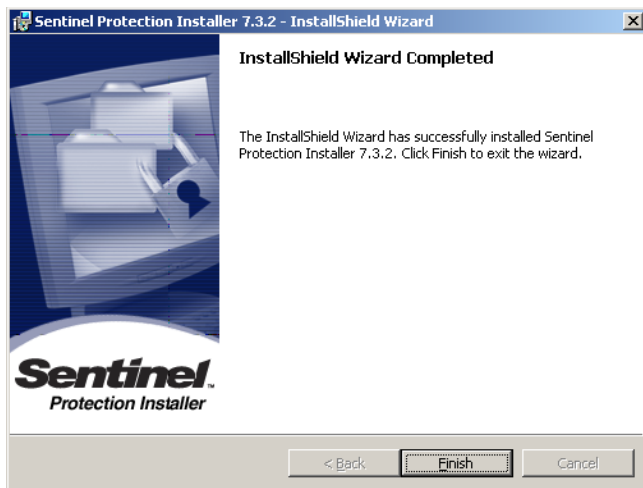 Sentinel Protection Installer 7.3.2 - InstallShield Wizard
InstallShield Wizard Completed
The InstallShield Wizard has successfully installed Sentinel
Protection Installer 7.3.2. Click Finish to exit the wizard.
Sentinel™
Protection Installer
< Back
Finish
Cancel